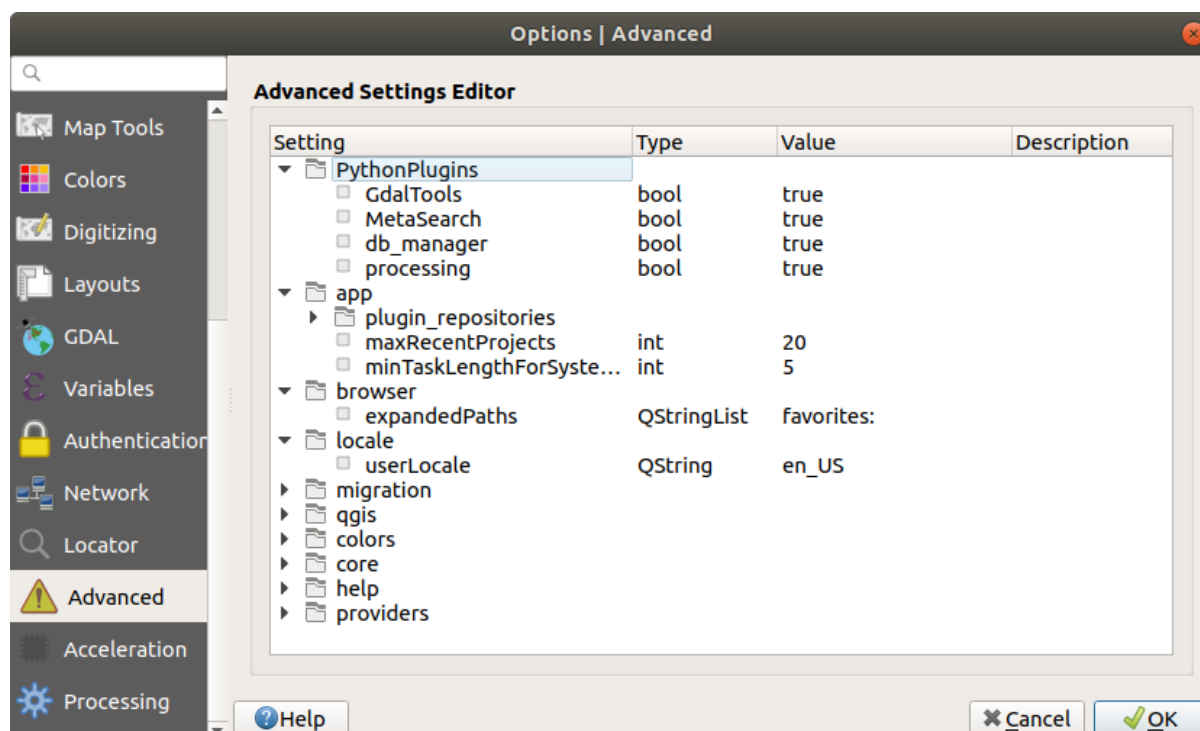 Options | Advanced
Map Tools
Colors
Digitizing
Layouts
GDAL
Variables
Authentication
Network
Locator
Advanced
Acceleration
Processing
Advanced Settings Editor
Setting Type Value Description
PythonPlugins
GdalTools bool true
MetaSearch bool true
db_manager bool true
processing bool true
app
plugin_repositories
maxRecentProjects int 20
minTaskLengthForSyste... int 5
browser
expandedPaths QStringList favorites:
locale
userLocale QString en_US
migration
qgis
colors
core
help
providers
Help Cancel OK